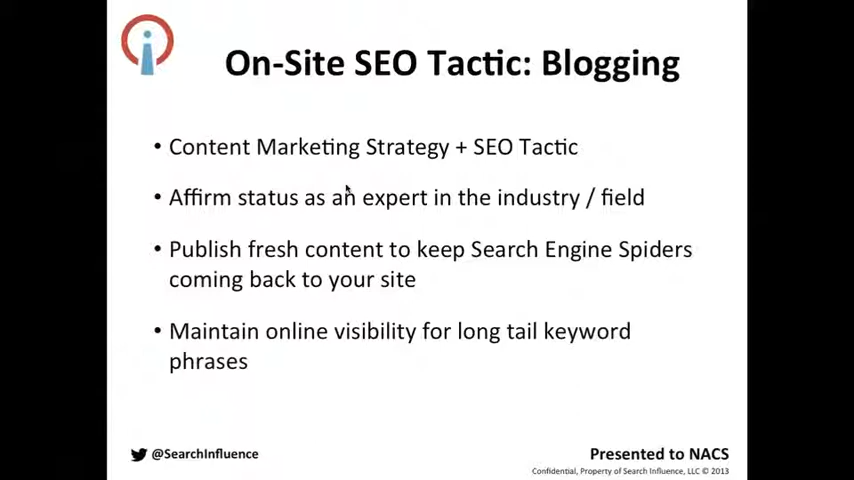 On-Site SEO Tactic: Blogging
• Content Marketing Strategy + SEO Tactic
• Affirm status as an expert in the industry / field
• Publish fresh content to keep Search Engine Spiders
coming back to your site
• Maintain online visibility for long tail keyword
phrases
@SearchInfluence
Presented to NACS
Confidential, Property of Search Influence, LLC © 2013